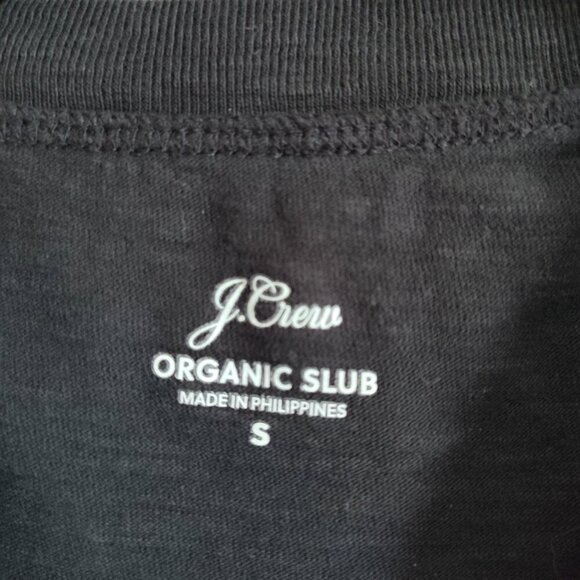 J.Crew
ORGANIC SLUB
MADE IN PHILIPPINES
S